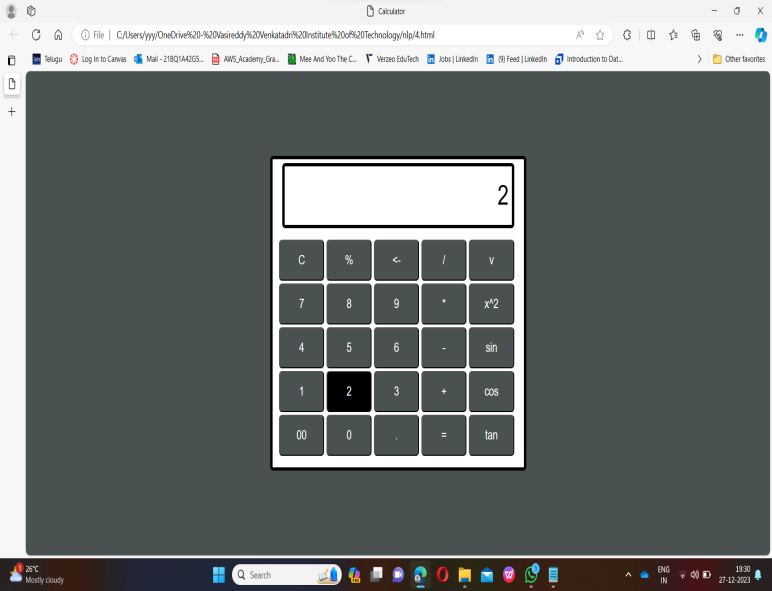 Calculator
File | C:/Users/yyy/OneDrive%20-%20Vasireddy%20Venkatadri%20Institute%20of%20Technology/nlp/4.html
Telugu Log In to Canvas Mail - 21BQ1A42G5... AWS_Academy_Gra... Mee And Yoo The C... Verzeo EduTech Jobs | LinkedIn (9) Feed | LinkedIn Introduction to Dat... Other favorites
2
C % <- / v
7 8 9 * x^2
4 5 6 - sin
1 2 3 + cos
00 0 . = tan
1 26°C
Mostly cloudy
Search
ENG
IN
19:30
27-12-2023